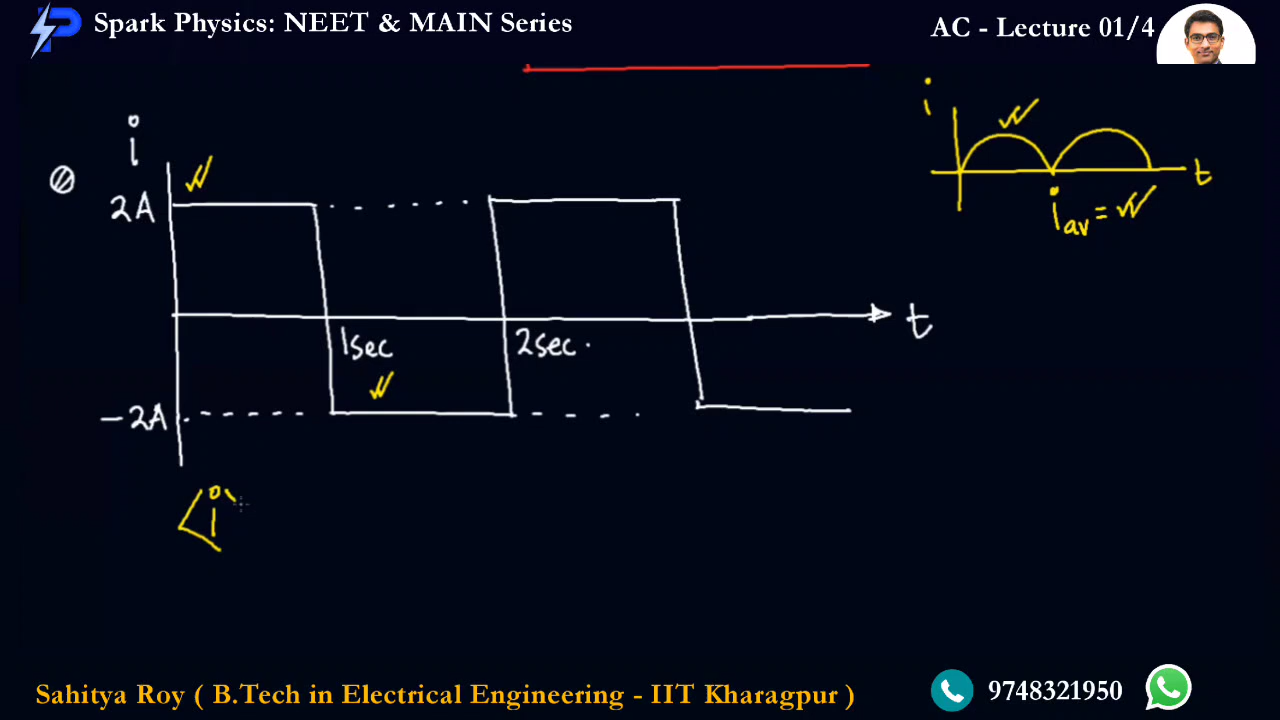 Spark Physics: NEET & MAIN Series
AC - Lecture 01/4
i
i
2A
t
i av =
1sec
2sec.
t
-2A
<i>
Sahitya Roy ( B.Tech in Electrical Engineering - IIT Kharagpur )
9748321950